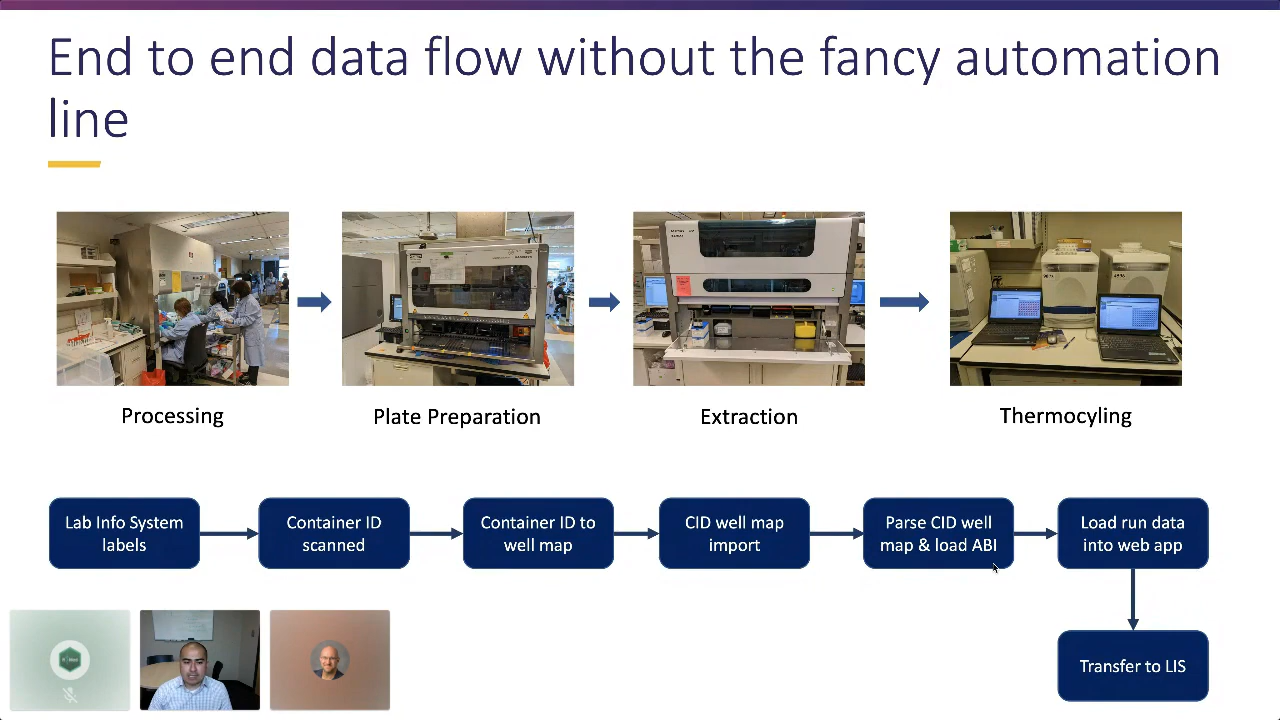 End to end data flow without the fancy automation
line
Processing
Plate Preparation
Extraction
Thermocyling
Lab Info System
labels
Container ID
scanned
Container ID to
well map
CID well map
import
Parse CID well
map & load ABI
Load run data
into web app
Transfer to LIS